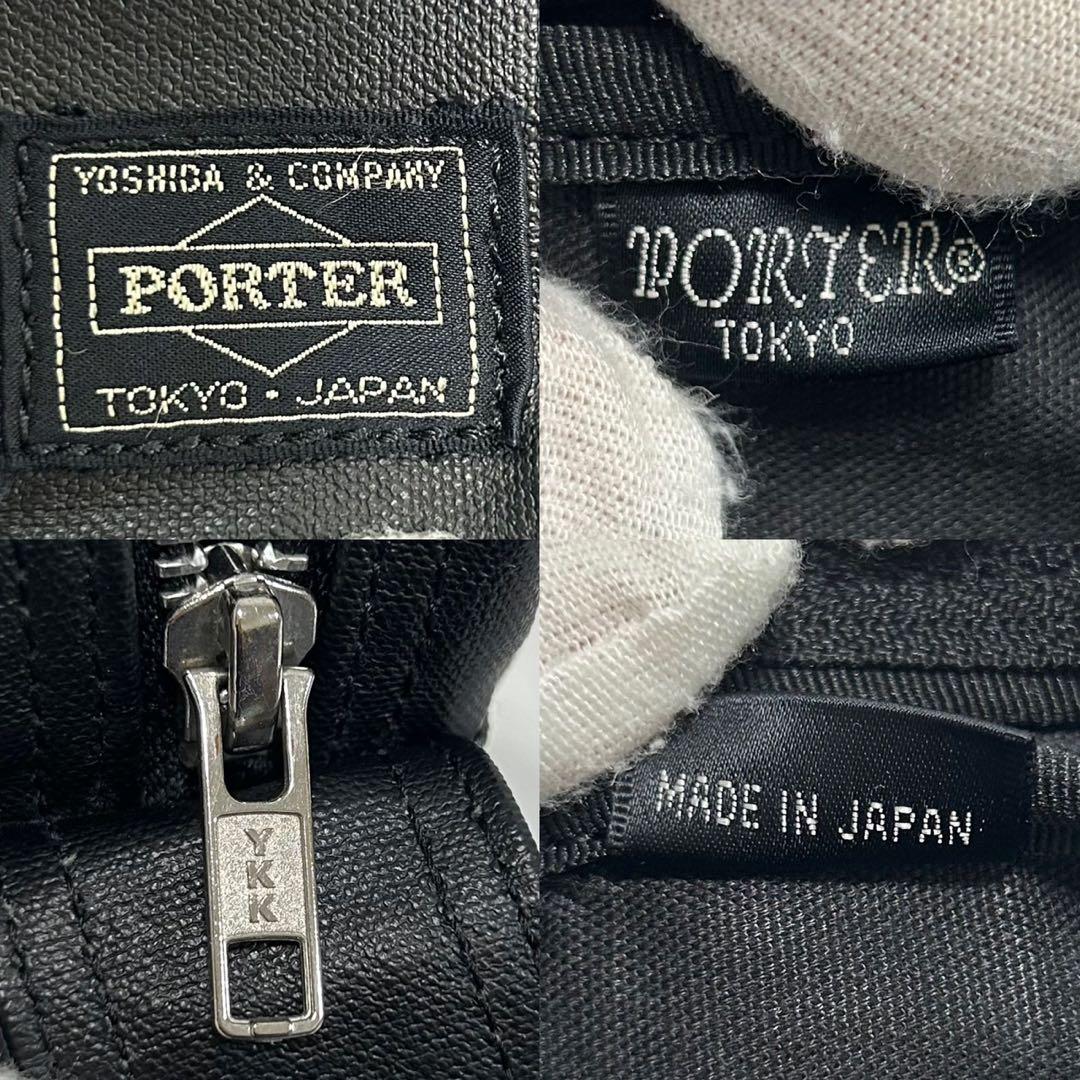 YOSHIDA & COMPANY
PORTER
TOKYO・JAPAN
PORTER®
TOKYO
YKK
MADE IN JAPAN